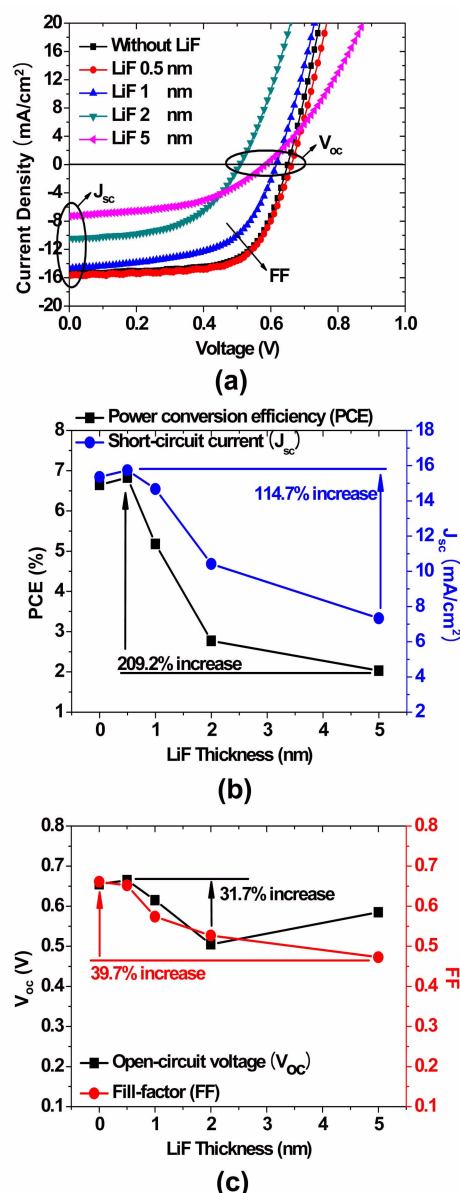 20
16
12
8
4
0
-4
-8
-12
-16
-20
Current Density (mA/cm²)
Without LiF
LiF 0.5 nm
LiF 1 nm
LiF 2 nm
LiF 5 nm
Jsc
Voc
FF
0.0 0.2 0.4 0.6 0.8 1.0
Voltage (V)
(a)
Power conversion efficiency (PCE)
Short-circuit current (Jsc)
8
7
6
5
4
3
2
1
PCE (%)
114.7% increase
209.2% increase
18
16
14
12
10
8
6
4
2
Jsc (mA/cm²)
0 1 2 3 4 5
LiF Thickness (nm)
(b)
0.8
0.7
0.6
0.5
0.4
0.3
0.2
0.1
Voc (V)
31.7% increase
39.7% increase
Open-circuit voltage (VOC)
Fill-factor (FF)
0.8
0.7
0.6
0.5
0.4
0.3
0.2
0.1
FF
0 1 2 3 4 5
LiF Thickness (nm)
(c)